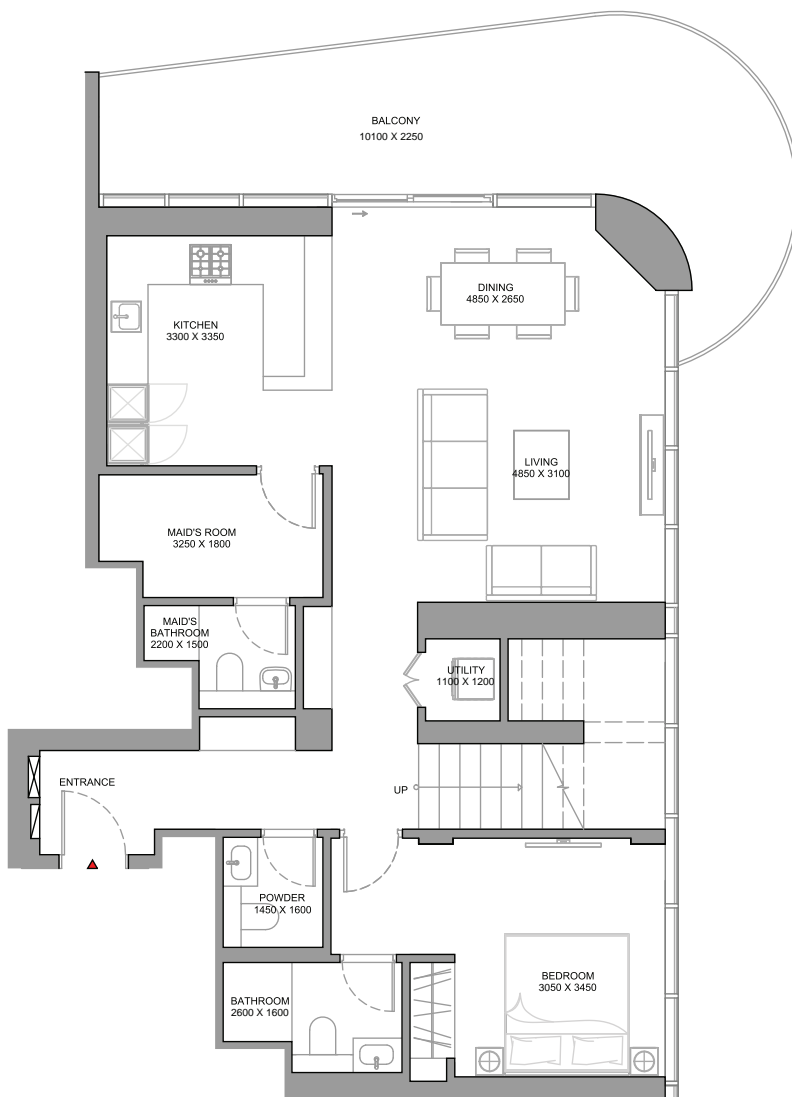 BALCONY
10100 X 2250
DINING
4850 X 2650
KITCHEN
3300 X 3350
LIVING
4850 X 3100
MAID'S ROOM
3250 X 1800
MAID'S
BATHROOM
2200 X 1500
UTILITY
1100 X 1200
ENTRANCE
UP
POWDER
1450 X 1600
BEDROOM
3050 X 3450
BATHROOM
2600 X 1600